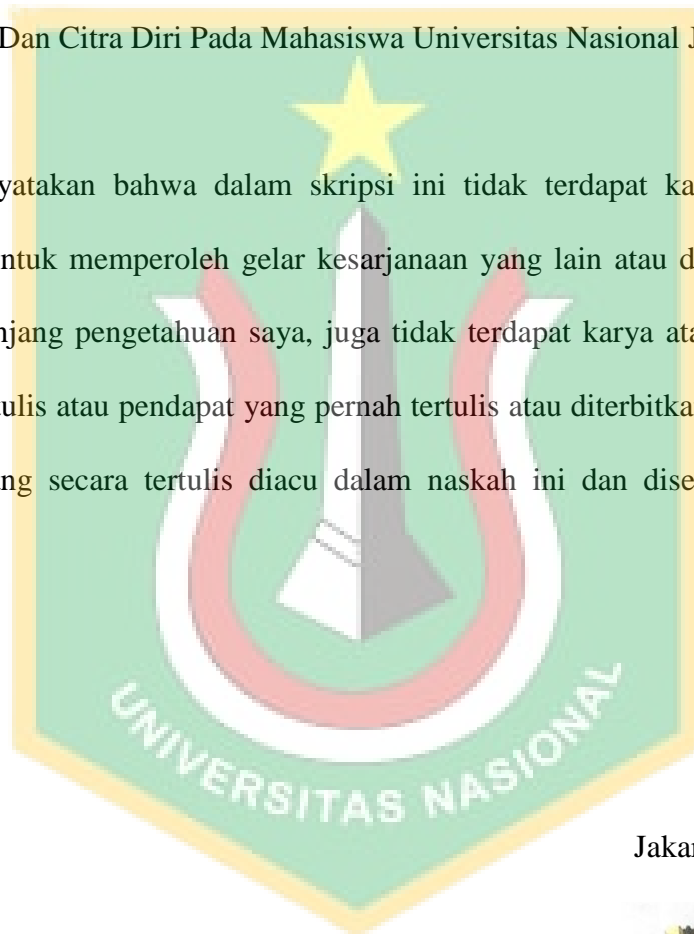 Dan Citra Diri Pada Mahasiswa Universitas Nasional J
yatakan bahwa dalam skripsi ini tidak terdapat ka
ntuk memperoleh gelar kesarjanaan yang lain atau d
njang pengetahuan saya, juga tidak terdapat karya ata
ulis atau pendapat yang pernah tertulis atau diterbitka
ng secara tertulis diacu dalam naskah ini dan dise
UNIVERSITAS NASIONAL
Jakar